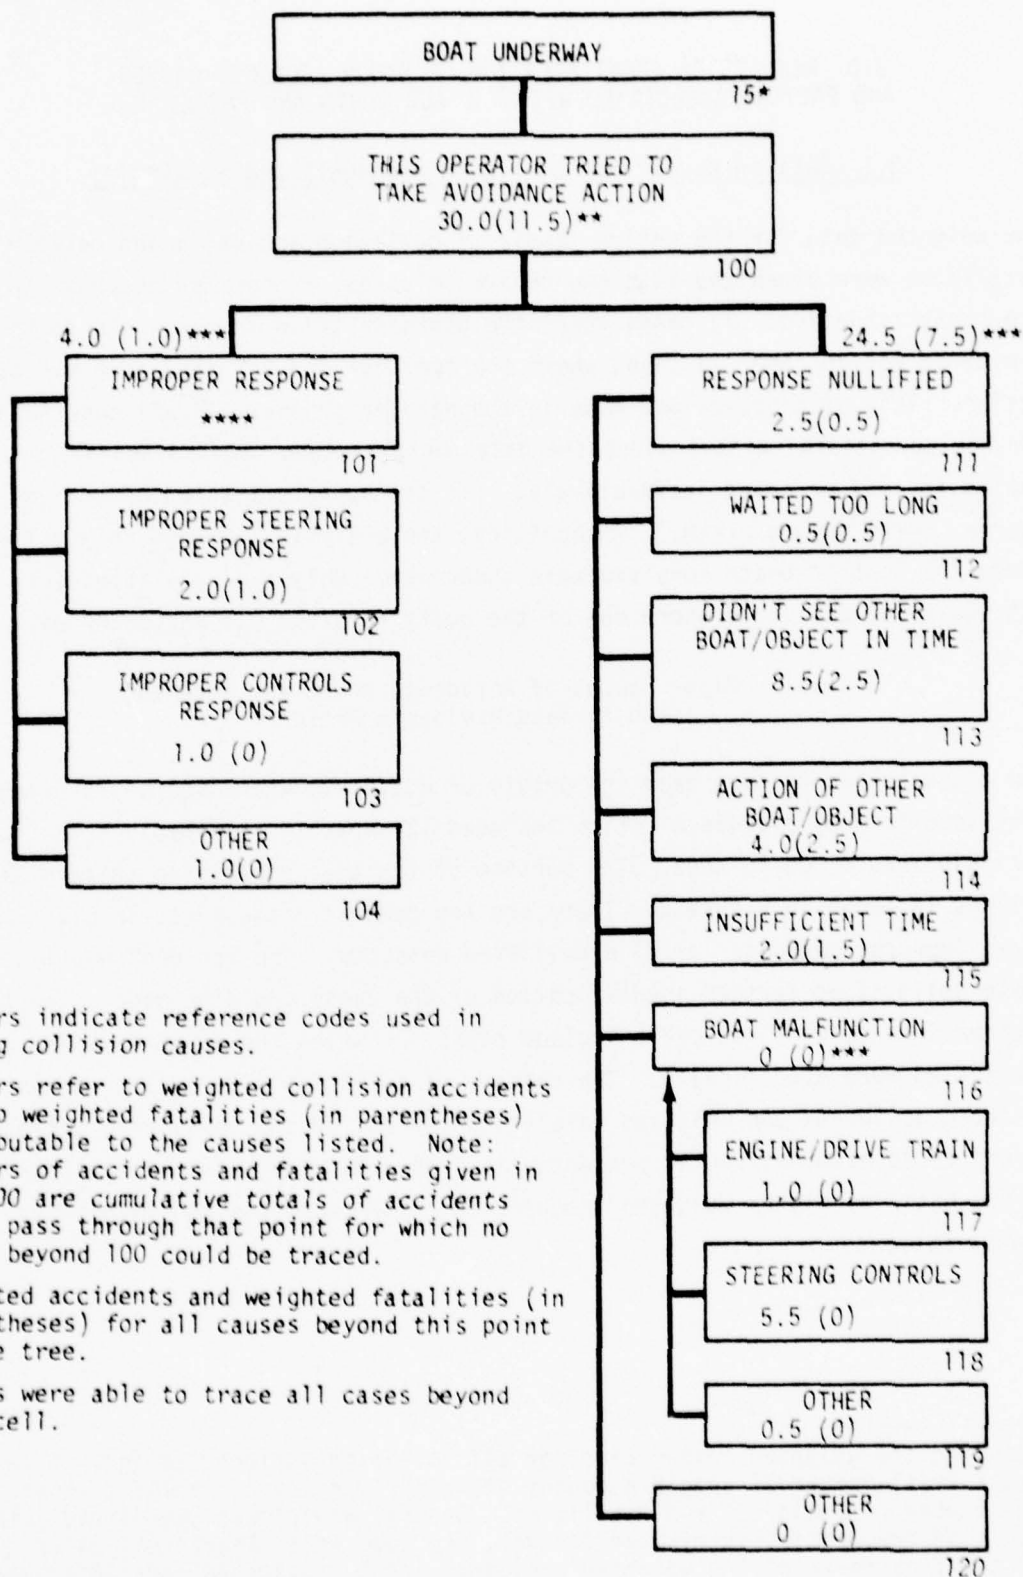 BOAT UNDERWAY
15*
THIS OPERATOR TRIED TO
TAKE AVOIDANCE ACTION
30.0(11.5)**
100
4.0 (1.0)***
IMPROPER RESPONSE
****
101
IMPROPER STEERING
RESPONSE
2.0(1.0)
102
IMPROPER CONTROLS
RESPONSE
1.0 (0)
103
OTHER
1.0(0)
104
24.5 (7.5)***
RESPONSE NULLIFIED
2.5(0.5)
111
WAITED TOO LONG
0.5(0.5)
112
DIDN'T SEE OTHER
BOAT/OBJECT IN TIME
8.5(2.5)
113
ACTION OF OTHER
BOAT/OBJECT
4.0(2.5)
114
INSUFFICIENT TIME
2.0(1.5)
115
BOAT MALFUNCTION
0 (0)***
116
ENGINE/DRIVE TRAIN
1.0 (0)
117
STEERING CONTROLS
5.5 (0)
118
OTHER
0.5 (0)
119
OTHER
0 (0)
120
rs indicate reference codes used in
g collision causes.
rs refer to weighted collision accidents
o weighted fatalities (in parentheses)
butable to the causes listed. Note:
rs of accidents and fatalities given in
00 are cumulative totals of accidents
pass through that point for which no
beyond 100 could be traced.
ted accidents and weighted fatalities (in
theses) for all causes beyond this point
e tree.
s were able to trace all cases beyond
cell.